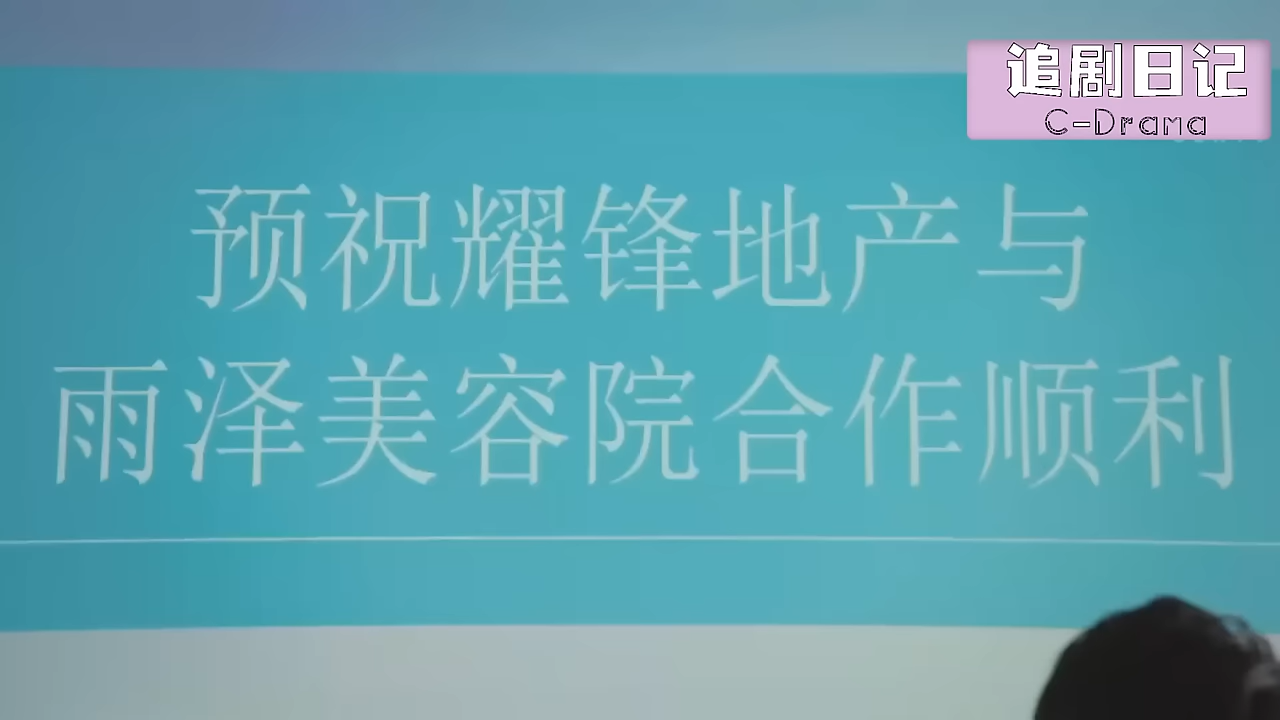 追剧日记
C-Drama
预祝耀锋地产与
雨泽美容院合作顺利